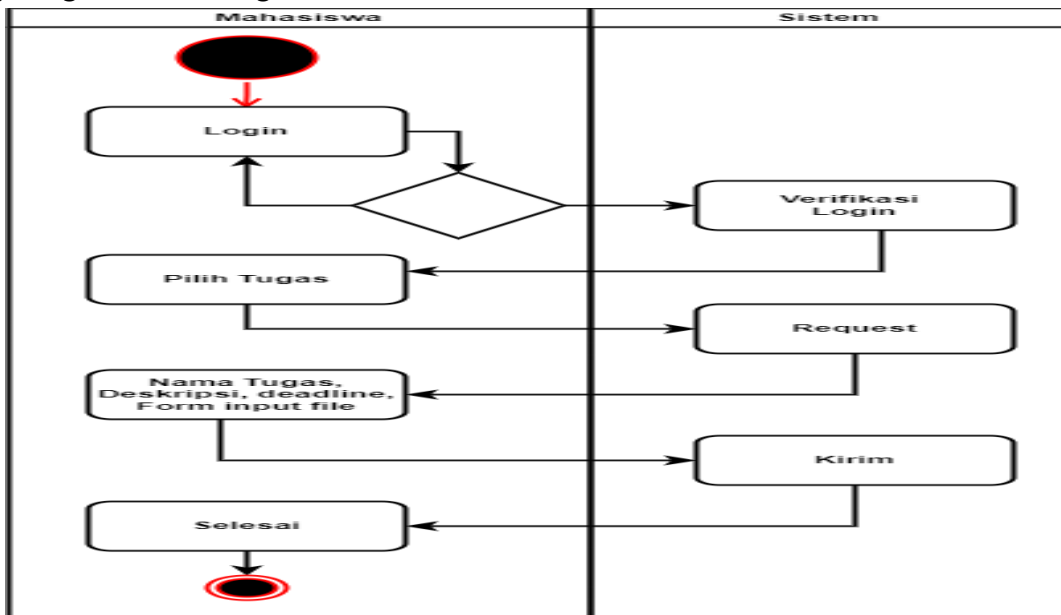 Mahasiswa
Sistem
Login
Verifikasi
Login
Pilih Tugas
Request
Nama Tugas,
Deskripsi, deadline,
Form input file
Kirim
Selesai